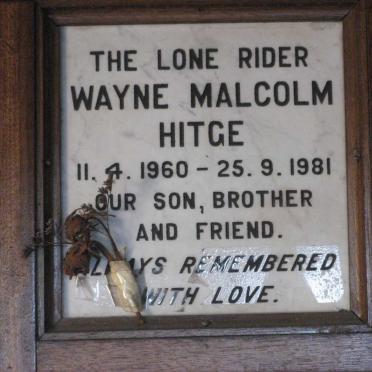 THE LONE RIDER
WAYNE MALCOLM
HITGE
11. 4. 1960 - 25. 9. 1981
OUR SON, BROTHER
AND FRIEND.
ALWAYS REMEMBERED
WITH LOVE.